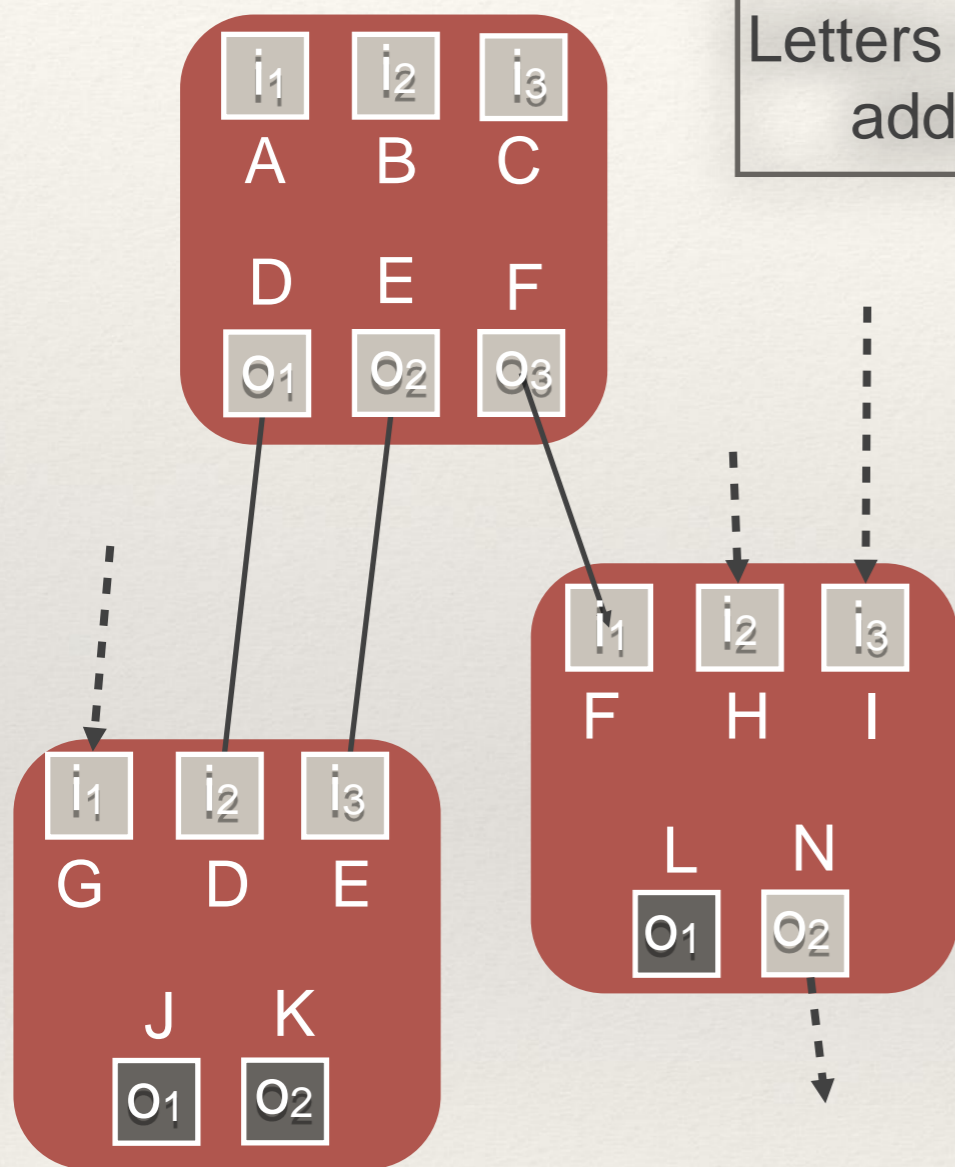 Letters
add
i1 i2 i3
A B C
D E F
o1 o2 o3
i1 i2 i3
F H I
i1 i2 i3
G D E
L N
o1 o2
J K
o1 o2